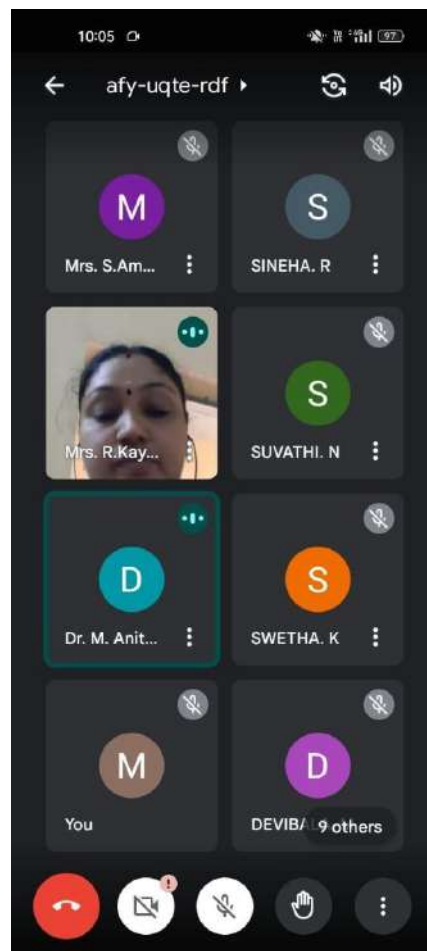 10:05
97
afy-uqte-rdf
M
S
Mrs. S.Am...
SINEHA. R
S
Mrs. R.Kay...
SUVATHI. N
D
S
Dr. M. Anit...
SWETHA. K
M
D
You
DEVIBA
9 others